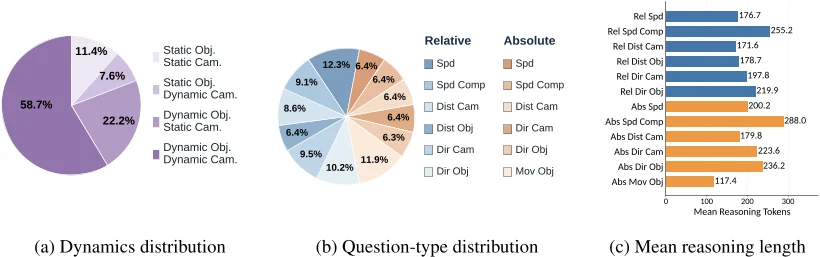 11.4%
7.6%
22.2%
58.7%
Static Obj.
Static Cam.
Static Obj.
Dynamic Cam.
Dynamic Obj.
Static Cam.
Dynamic Obj.
Dynamic Cam.
(a) Dynamics distribution
12.3%
6.4%
6.4%
6.4%
6.4%
6.3%
11.9%
10.2%
9.5%
6.4%
8.6%
9.1%
Relative Absolute
Spd Spd
Spd Comp Spd Comp
Dist Cam Dist Cam
Dist Obj Dir Cam
Dir Cam Dir Obj
Dir Obj Mov Obj
(b) Question-type distribution
Rel Spd 176.7
Rel Spd Comp 255.2
Rel Dist Cam 171.6
Rel Dist Obj 178.7
Rel Dir Cam 197.8
Rel Dir Obj 219.9
Abs Spd 200.2
Abs Spd Comp 288.0
Abs Dist Cam 179.8
Abs Dir Cam 223.6
Abs Dir Obj 236.2
Abs Mov Obj 117.4
0 100 200 300
Mean Reasoning Tokens
(c) Mean reasoning length